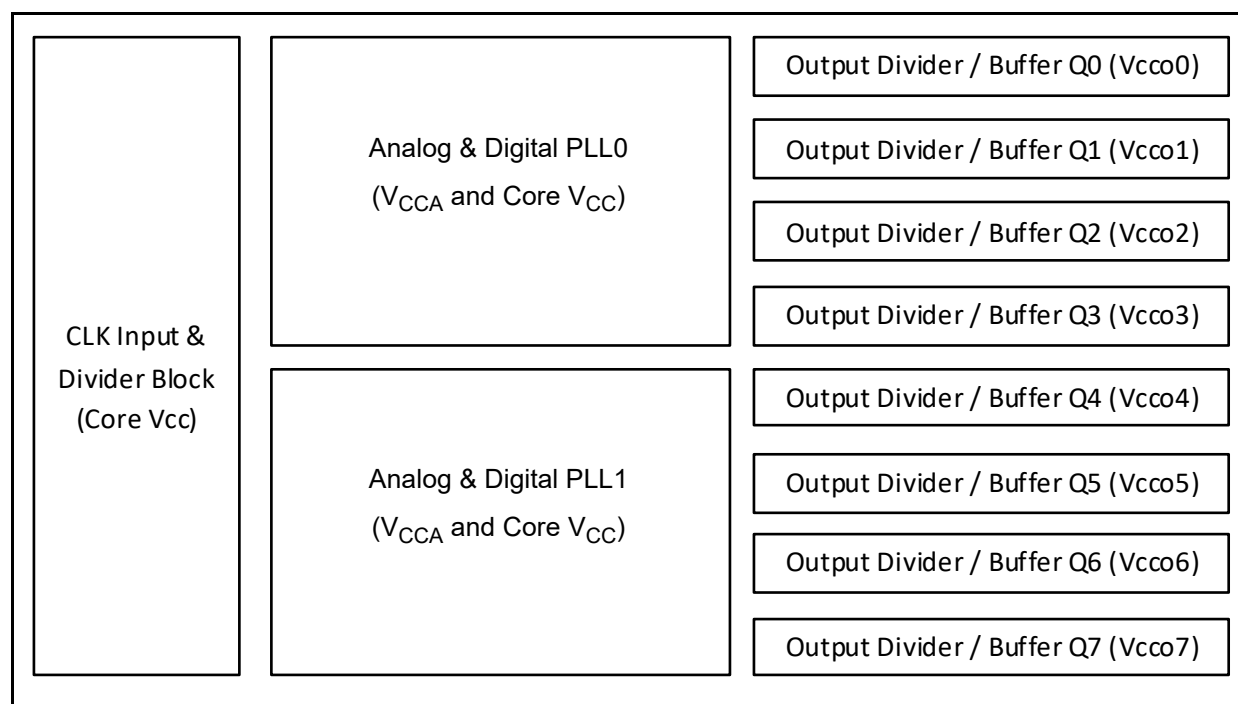 CLK Input &
Divider Block
(Core Vcc)
Analog & Digital PLL0
(VCCA and Core VCC)
Analog & Digital PLL1
(VCCA and Core VCC)
Output Divider / Buffer Q0 (Vcco0)
Output Divider / Buffer Q1 (Vcco1)
Output Divider / Buffer Q2 (Vcco2)
Output Divider / Buffer Q3 (Vcco3)
Output Divider / Buffer Q4 (Vcco4)
Output Divider / Buffer Q5 (Vcco5)
Output Divider / Buffer Q6 (Vcco6)
Output Divider / Buffer Q7 (Vcco7)